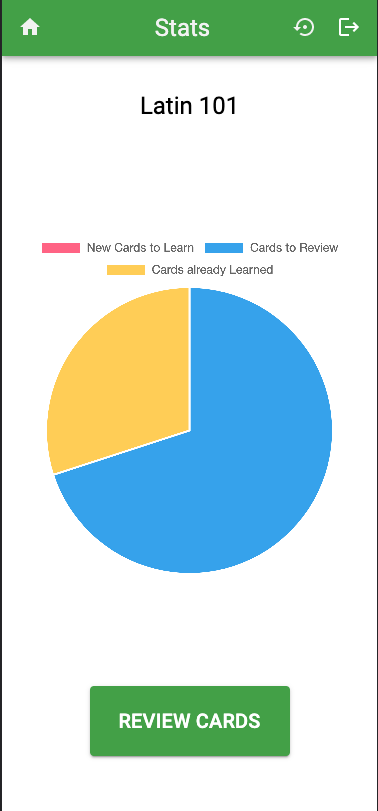 Stats
Latin 101
New Cards to Learn Cards to Review
Cards already Learned
REVIEW CARDS